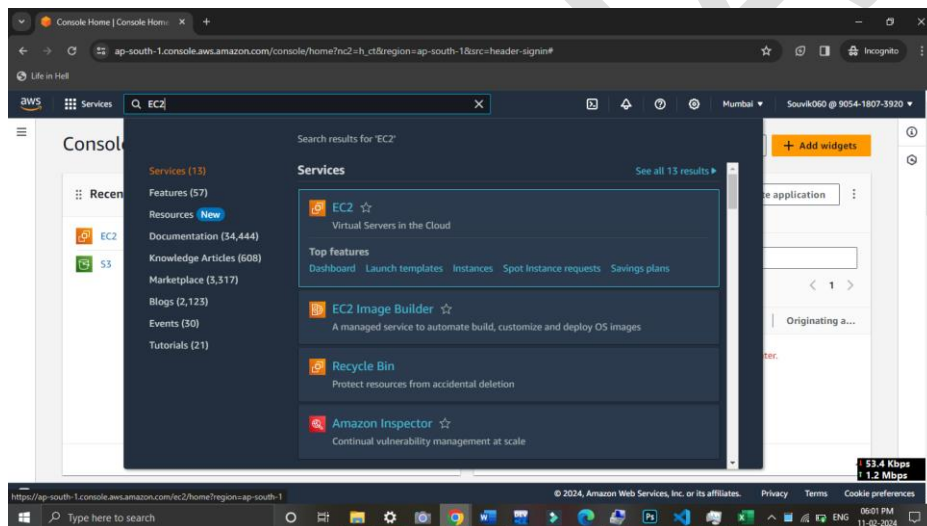 Console Home | Console Home
ap-south-1.console.aws.amazon.com/console/home?nc2=h_ct&region=ap-south-1&src=header-signin#
Incognito
Life in Hell
aws
Services
EC2
Mumbai
Souvik060 @ 9054-1807-3920
Search results for 'EC2'
+ Add widgets
Services (13)
Services
See all 13 results
Features (57)
Resources New
EC2
Virtual Servers in the Cloud
EC2
Documentation (34,444)
Top features
S3
Knowledge Articles (608)
Dashboard Launch templates Instances Spot Instance requests Savings plans
Marketplace (3,317)
1
Blogs (2,123)
EC2 Image Builder
Originating a...
Events (30)
A managed service to automate build, customize and deploy OS images
Tutorials (21)
Recycle Bin
Protect resources from accidental deletion
Amazon Inspector
Continual vulnerability management at scale
53.4 Kbps
1.2 Mbps
https://ap-south-1.console.aws.amazon.com/ec2/home?region=ap-south-1
© 2024, Amazon Web Services, Inc. or its affiliates. Privacy Terms Cookie preferences
Type here to search
ENG
06:01 PM
11-02-2024